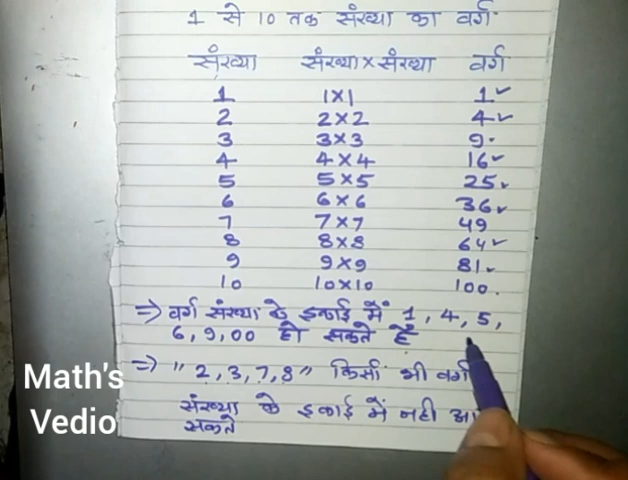 1 से 10 तक संख्या का वर्ग
संख्या संख्या×संख्या वर्ग
1 1×1 1✓
2 2×2 4✓
3 3×3 9.
4 4×4 16✓
5 5×5 25✓
6 6×6 36✓
7 7×7 49
8 8×8 64✓
9 9×9 81✓
10 10×10 100.
⇒ वर्ग संख्या के इकाई में 1, 4, 5,
6, 9, 00 हो सकते हैं
⇒ "2, 3, 7, 8" किसी भी वर्ग
संख्या के इकाई में नही
सकते
Math's
Vedio